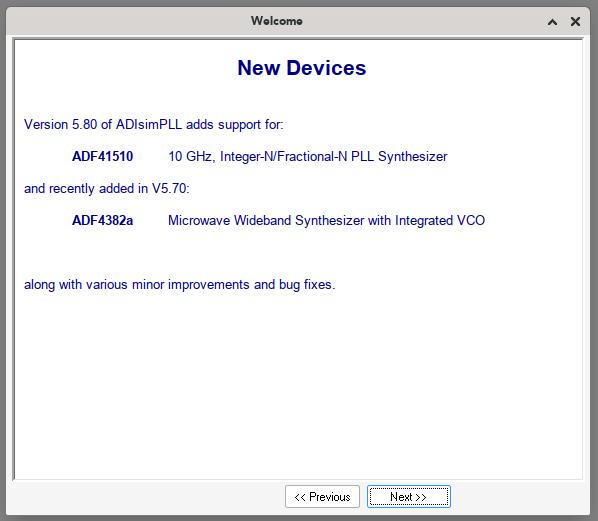 Welcome
New Devices
Version 5.80 of ADIsimPLL adds support for:
ADF41510 10 GHz, Integer-N/Fractional-N PLL Synthesizer
and recently added in V5.70:
ADF4382a Microwave Wideband Synthesizer with Integrated VCO
along with various minor improvements and bug fixes.
<< Previous Next >>